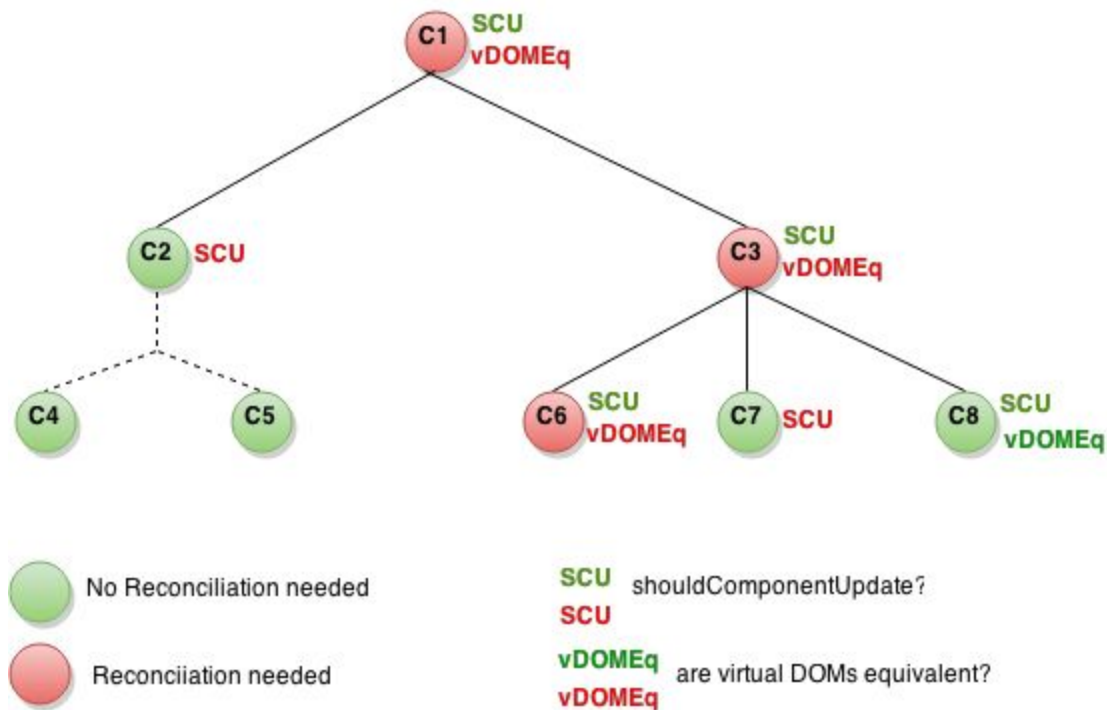 C1 SCU
vDOMEq
C2 SCU
C3 SCU
vDOMEq
C4
C5
C6 SCU
vDOMEq
C7 SCU
C8 SCU
vDOMEq
No Reconciliation needed
Reconciiation needed
SCU shouldComponentUpdate?
SCU
vDOMEq are virtual DOMs equivalent?
vDOMEq